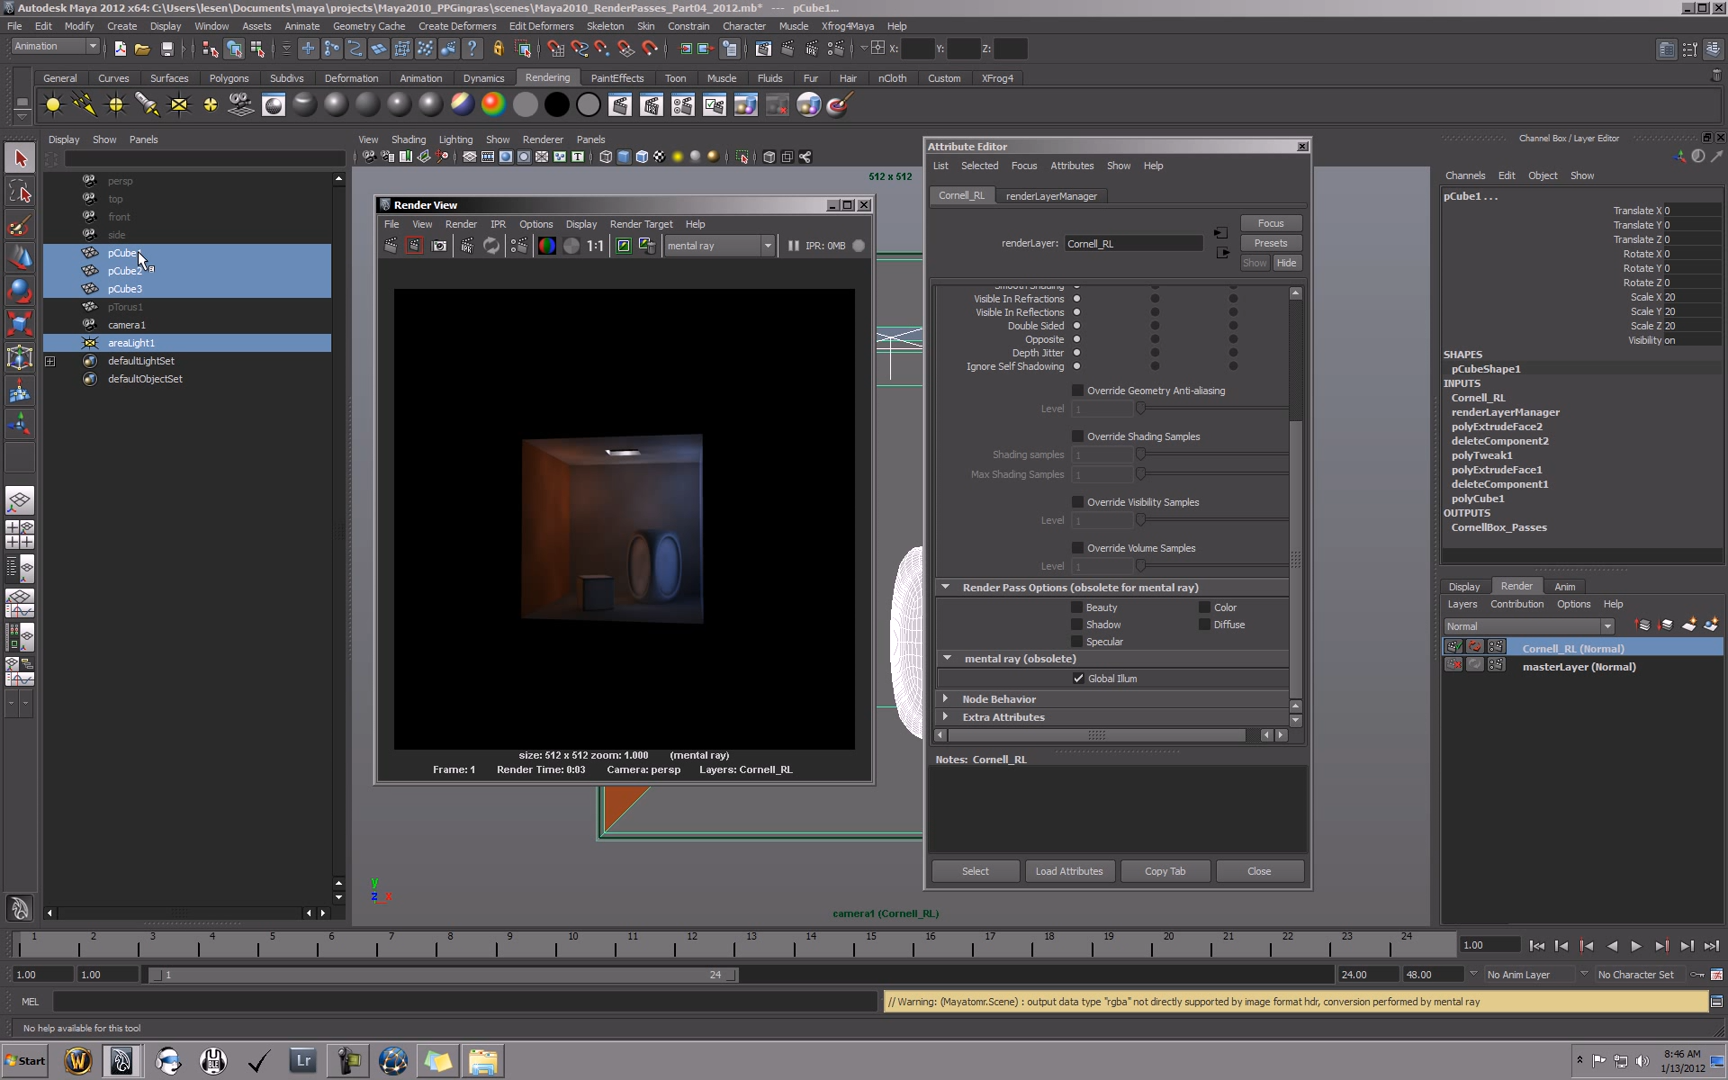 Autodesk Maya 2012 x64: C:\Users\lesen\Documents\maya\projects\Maya2010_PPGingras\scenes\Maya2010_RenderPasses_Part04_2012.mb* --- pCube1...
File Edit Modify Create Display Window Assets Animate Geometry Cache Create Deformers Edit Deformers Skeleton Skin Constrain Character Muscle Xfrog4Maya Help
Animation X: Y: Z:
General Curves Surfaces Polygons Subdivs Deformation Animation Dynamics Rendering PaintEffects Toon Muscle Fluids Fur Hair nCloth Custom XFrog4
Display Show Panels
persp
top
front
side
pCube1
pCube2
pCube3
pTorus1
camera1
areaLight1
defaultLightSet
defaultObjectSet
View Shading Lighting Show Renderer Panels
512 x 512
Render View
File View Render IPR Options Display Render Target Help
1:1 mental ray IPR: 0MB
size: 512 x 512 zoom: 1.000 (mental ray)
Frame: 1 Render Time: 0:03 Camera: persp Layers: Cornell_RL
camera1 (Cornell_RL)
Attribute Editor
List Selected Focus Attributes Show Help
Cornell_RL renderLayerManager
renderLayer: Cornell_RL
Focus
Presets
Show Hide
Smooth Shading
Visible In Refractions
Visible In Reflections
Double Sided
Opposite
Depth Jitter
Ignore Self Shadowing
Override Geometry Anti-aliasing
Level 1
Override Shading Samples
Shading samples 1
Max Shading Samples 1
Override Visibility Samples
Level 1
Override Volume Samples
Level 1
Render Pass Options (obsolete for mental ray)
Beauty Color
Shadow Diffuse
Specular
mental ray (obsolete)
Global Illum
Node Behavior
Extra Attributes
Notes: Cornell_RL
Select Load Attributes Copy Tab Close
Channel Box / Layer Editor
Channels Edit Object Show
pCube1 ...
Translate X 0
Translate Y 0
Translate Z 0
Rotate X 0
Rotate Y 0
Rotate Z 0
Scale X 20
Scale Y 20
Scale Z 20
Visibility on
SHAPES
pCubeShape1
INPUTS
Cornell_RL
renderLayerManager
polyExtrudeFace2
deleteComponent2
polyTweak1
polyExtrudeFace1
deleteComponent1
polyCube1
OUTPUTS
CornellBox_Passes
Display Render Anim
Layers Contribution Options Help
Normal
Cornell_RL (Normal)
masterLayer (Normal)
1 2 3 4 5 6 7 8 9 10 11 12 13 14 15 16 17 18 19 20 21 22 23 24 1.00
1.00 1.00 1 24 24.00 48.00 No Anim Layer No Character Set
MEL // Warning: (Mayatomr.Scene) : output data type "rgba" not directly supported by image format hdr, conversion performed by mental ray
No help available for this tool
Start Lr 8:46 AM
1/13/2012